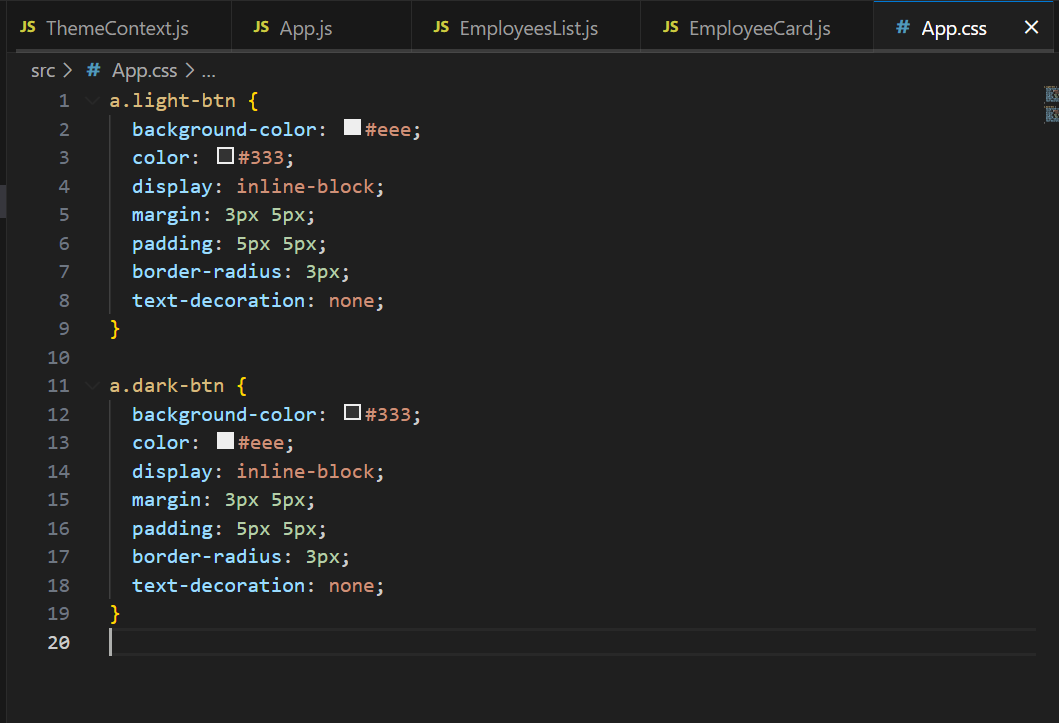 JS ThemeContext.js JS App.js JS EmployeesList.js JS EmployeeCard.js # App.css ×
src > # App.css > ...
1 a.light-btn {
2 background-color: #eee;
3 color: #333;
4 display: inline-block;
5 margin: 3px 5px;
6 padding: 5px 5px;
7 border-radius: 3px;
8 text-decoration: none;
9 }
10
11 a.dark-btn {
12 background-color: #333;
13 color: #eee;
14 display: inline-block;
15 margin: 3px 5px;
16 padding: 5px 5px;
17 border-radius: 3px;
18 text-decoration: none;
19 }
20